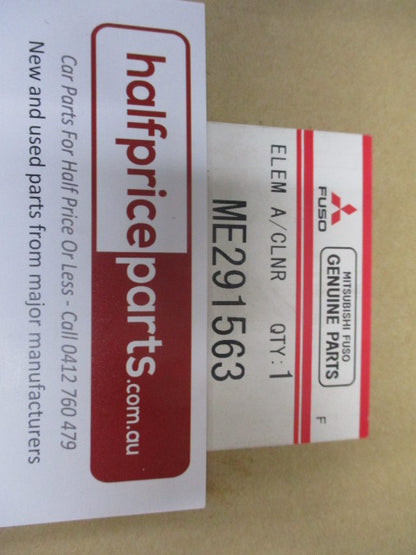 halfpriceparts.com.au
Car Parts For Half Price Or Less - Call 0412 760 479
New and used parts from major manufacturers
FUSO
MITSUBISHI FUSO
GENUINE PARTS
F
ELEM A/CLNR QTY:1
ME291563